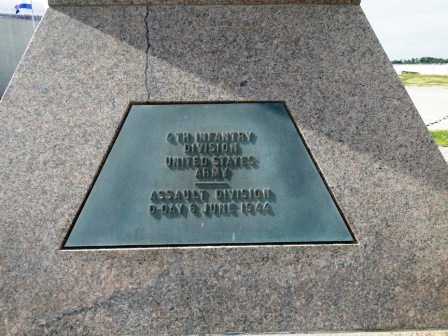 4TH INFANTRY
DIVISION
UNITED STATES
ARMY
ASSAULT DIVISION
D-DAY 6 JUNE 1944